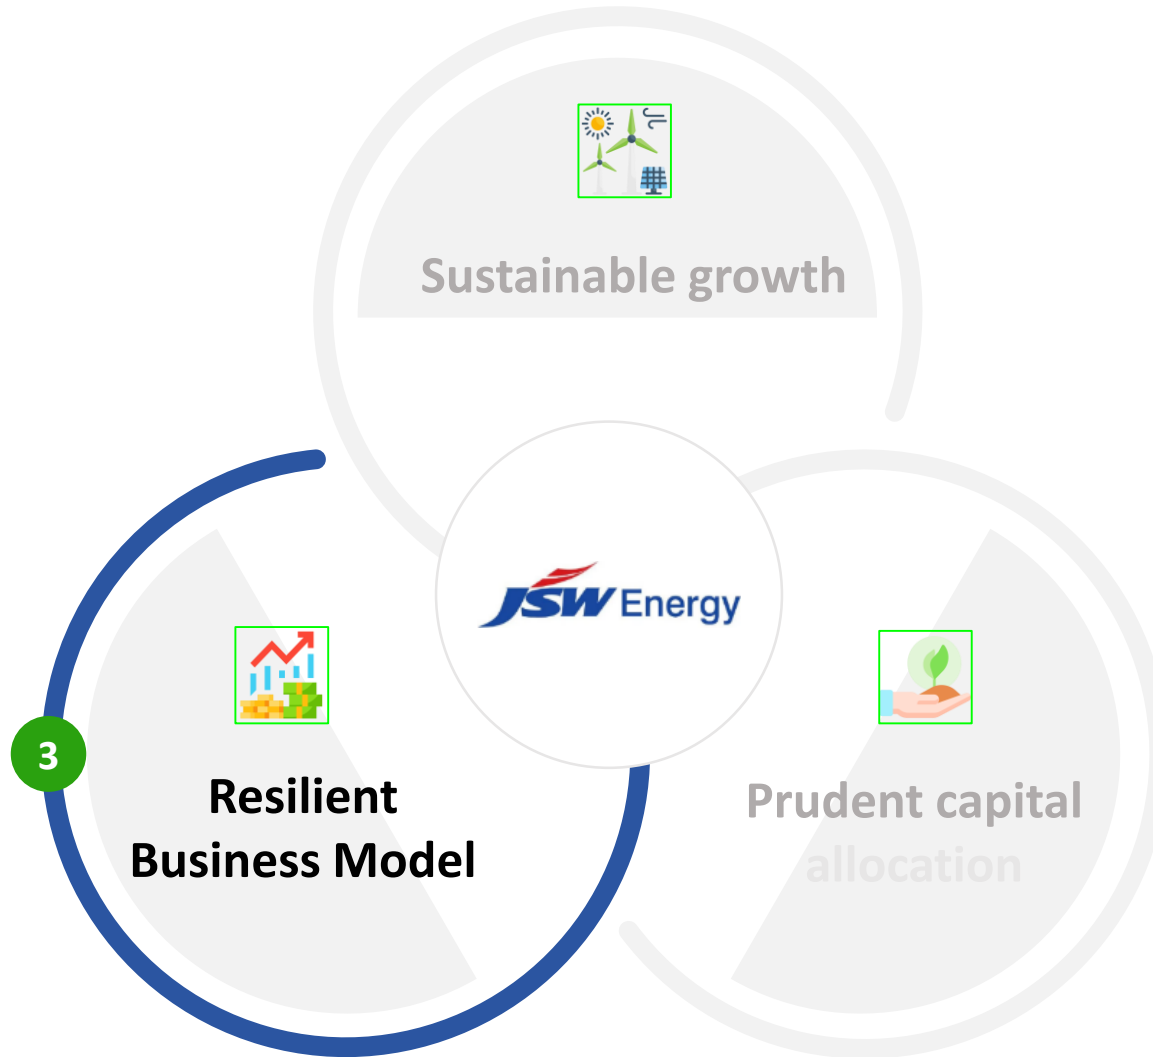 Sustainable growth
JSW Energy
3
Resilient
Business Model
Prudent capital
allocation